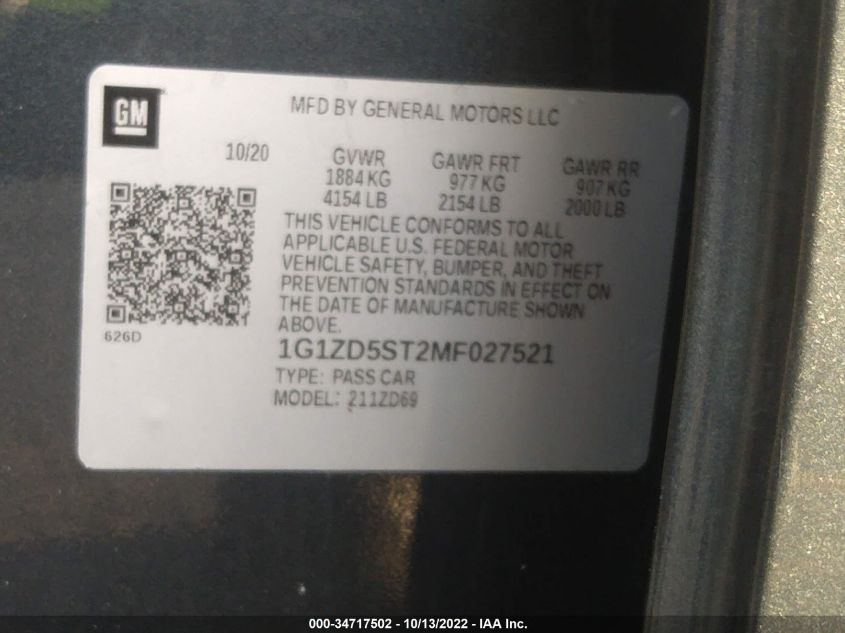 GM
MFD BY GENERAL MOTORS LLC
10/20 GVWR GAWR FRT GAWR RR
1884 KG 977 KG 907 KG
4154 LB 2154 LB 2000 LB
THIS VEHICLE CONFORMS TO ALL
APPLICABLE U.S. FEDERAL MOTOR
VEHICLE SAFETY, BUMPER, AND THEFT
PREVENTION STANDARDS IN EFFECT ON
THE DATE OF MANUFACTURE SHOWN
ABOVE.
626D
1G1ZD5ST2MF027521
TYPE: PASS CAR
MODEL: 211ZD69
000-34717502 - 10/13/2022 - IAA Inc.